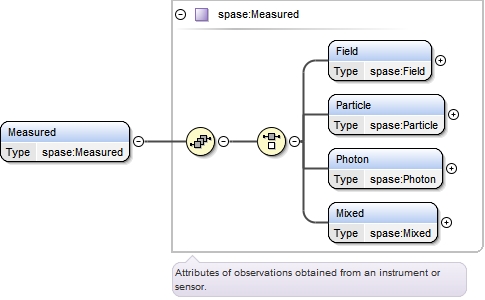 spase:Measured
Field
Type spase:Field
Particle
Type spase:Particle
Measured
Type spase:Measured
Photon
Type spase:Photon
Mixed
Type spase:Mixed
Attributes of observations obtained from an instrument or
sensor.